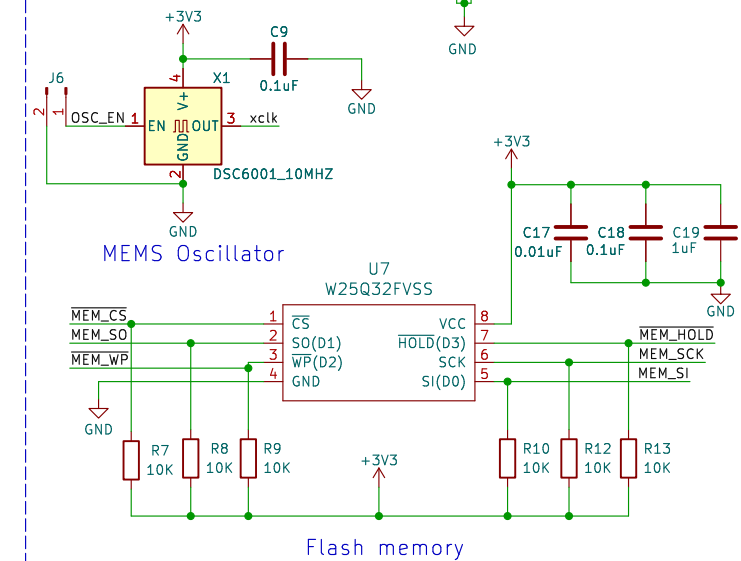 +3V3
GND
C9
0.1uF
GND
J6
X1
4
V+
2
1
OSC_EN
1
EN
OUT
3
xclk
GND
2
DSC6001_10MHZ
GND
MEMS Oscillator
+3V3
C17
0.01uF
C18
0.1uF
C19
1uF
GND
U7
W25Q32FVSS
MEM_CS
1
CS
VCC
8
MEM_SO
2
SO(D1)
HOLD(D3)
7
MEM_HOLD
MEM_WP
3
WP(D2)
SCK
6
MEM_SCK
4
GND
SI(D0)
5
MEM_SI
GND
R7
10K
R8
10K
R9
10K
+3V3
R10
10K
R12
10K
R13
10K
Flash memory